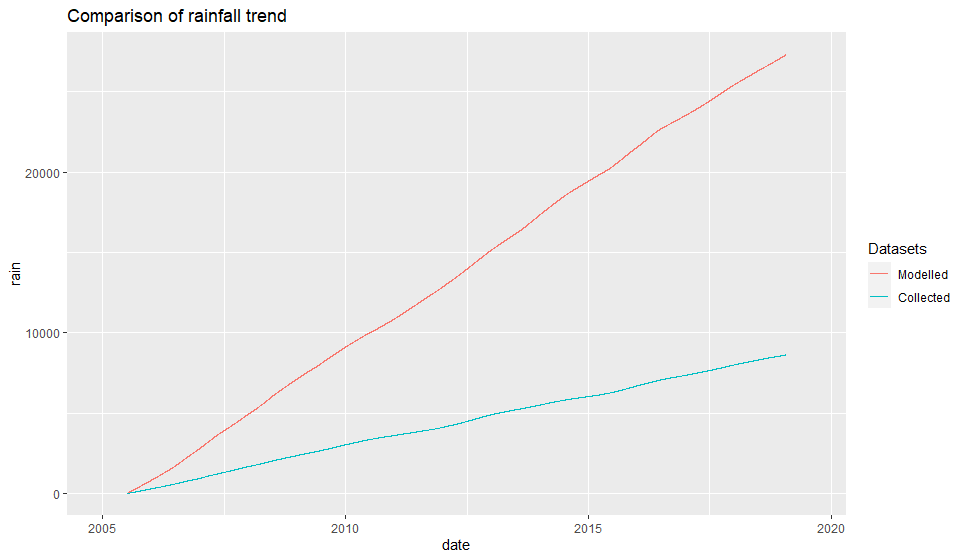 Comparison of rainfall trend
rain
20000
10000
0
2005
2010
2015
2020
date
Datasets
Modelled
Collected